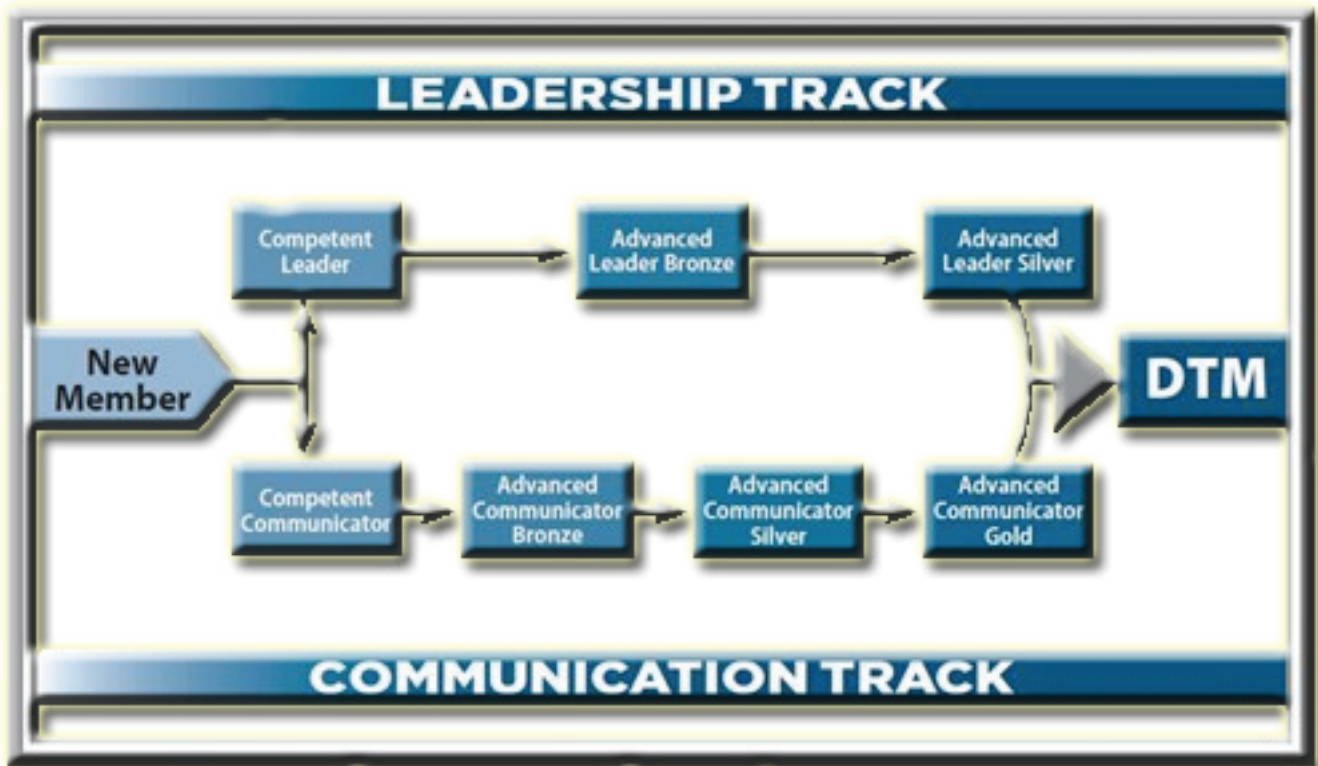 LEADERSHIP TRACK
Competent
Leader
Advanced
Leader Bronze
Advanced
Leader Silver
New
Member
DTM
Competent
Communicator
Advanced
Communicator
Bronze
Advanced
Communicator
Silver
Advanced
Communicator
Gold
COMMUNICATION TRACK